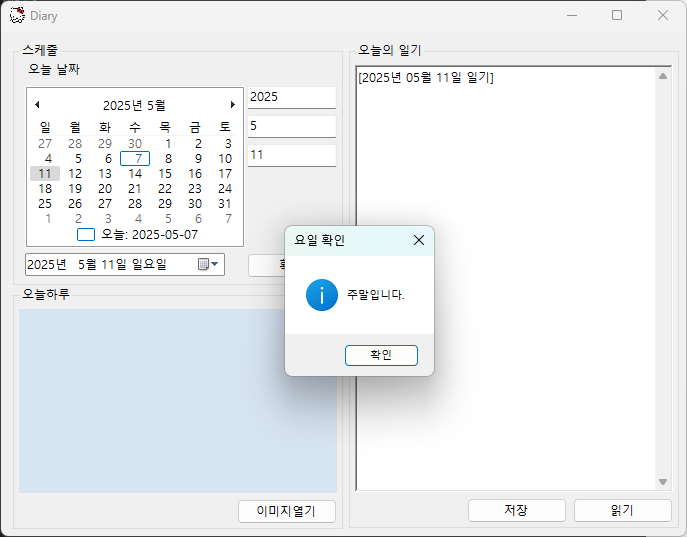 Diary
스케줄
오늘 날짜
2025년 5월
일 월 화 수 목 금 토
27 28 29 30 1 2 3
4 5 6 7 8 9 10
11 12 13 14 15 16 17
18 19 20 21 22 23 24
25 26 27 28 29 30 31
1 2 3 4 5 6 7
오늘: 2025-05-07
2025
5
11
2025년 5월 11일 일요일
오늘하루
이미지열기
오늘의 일기
[2025년 05월 11일 일기]
저장
읽기
요일 확인
주말입니다.
확인